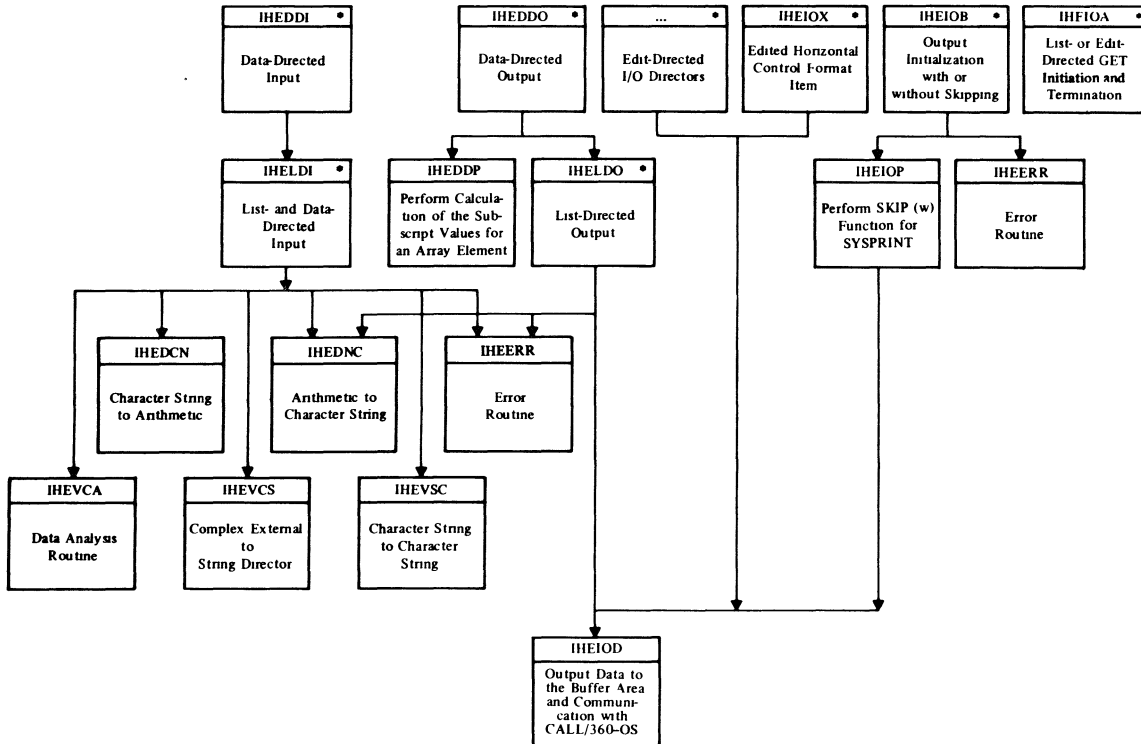 IHEDDI *
Data-Directed
Input
IHEDDO *
Data-Directed
Output
... *
Edit-Directed
I/O Directors
IHEIOX *
Edited Horizontal
Control Format
Item
IHEIOB *
Output
Initialization
with or
without Skipping
IHFIOA *
List- or Edit-
Directed GET
Initiation and
Termination
IHELDI *
List- and Data-
Directed
Input
IHEDDP
Perform Calcula-
tion of the Sub-
script Values for
an Array Element
IHELDO *
List-Directed
Output
IHEIOP
Perform SKIP (w)
Function for
SYSPRINT
IHEERR
Error
Routine
IHEDCN
Character String
to Arithmetic
IHEDNC
Arithmetic to
Character String
IHEERR
Error
Routine
IHEVCA
Data Analysis
Routine
IHEVCS
Complex External
to
String Director
IHEVSC
Character String
to Character
String
IHEIOD
Output Data to
the Buffer Area
and Communi-
cation with
CALL/360-OS